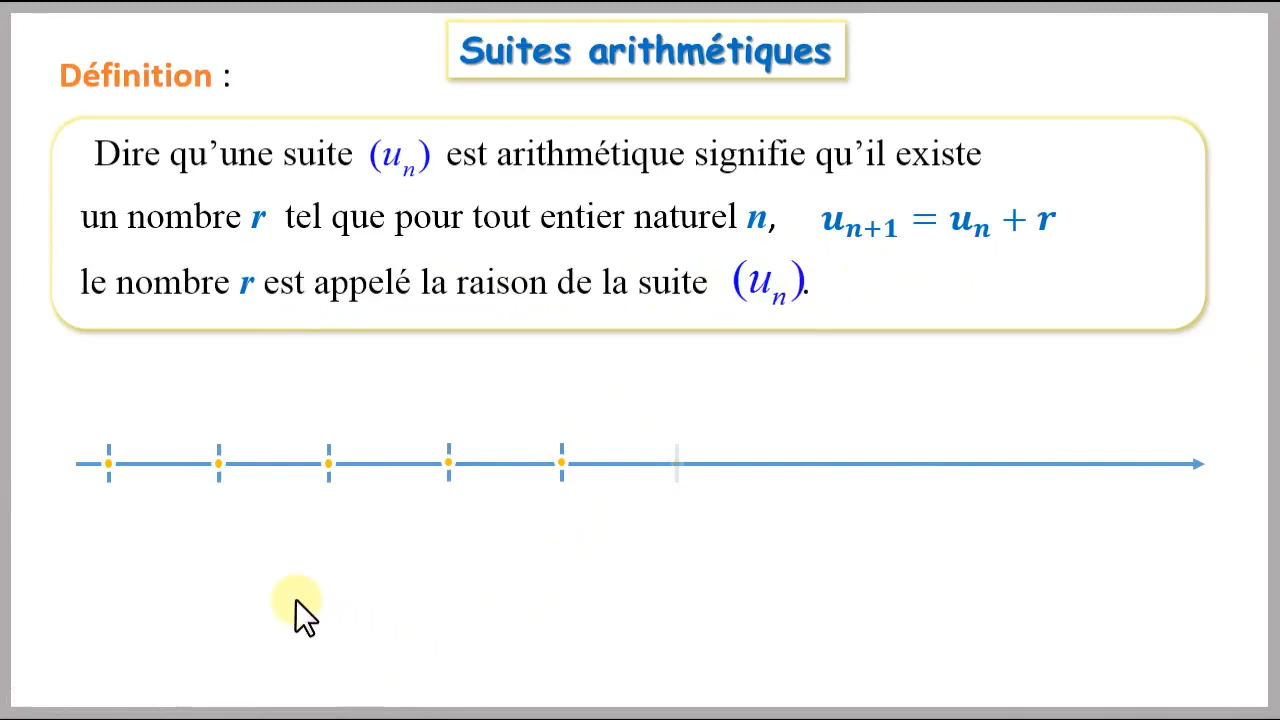 Suites arithmétiques
Définition :
Dire qu’une suite (uₙ) est arithmétique signifie qu’il existe
un nombre r tel que pour tout entier naturel n, uₙ₊₁ = uₙ + r
le nombre r est appelé la raison de la suite (uₙ).